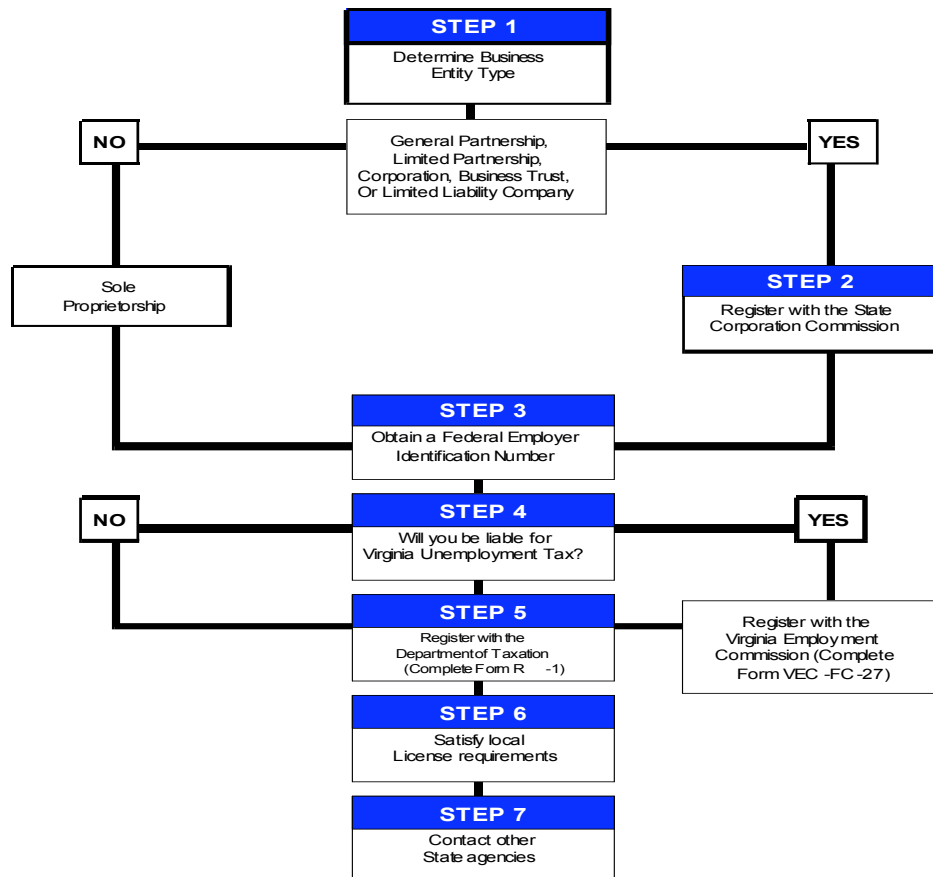 STEP 1
Determine Business
Entity Type
NO
General Partnership,
Limited Partnership,
Corporation, Business Trust,
Or Limited Liability Company
YES
Sole
Proprietorship
STEP 2
Register with the State
Corporation Commission
STEP 3
Obtain a Federal Employer
Identification Number
NO
STEP 4
Will you be liable for
Virginia Unemployment Tax?
YES
STEP 5
Register with the
Department of Taxation
(Complete Form R -1)
Register with the
Virginia Employment
Commission (Complete
Form VEC -FC -27)
STEP 6
Satisfy local
License requirements
STEP 7
Contact other
State agencies